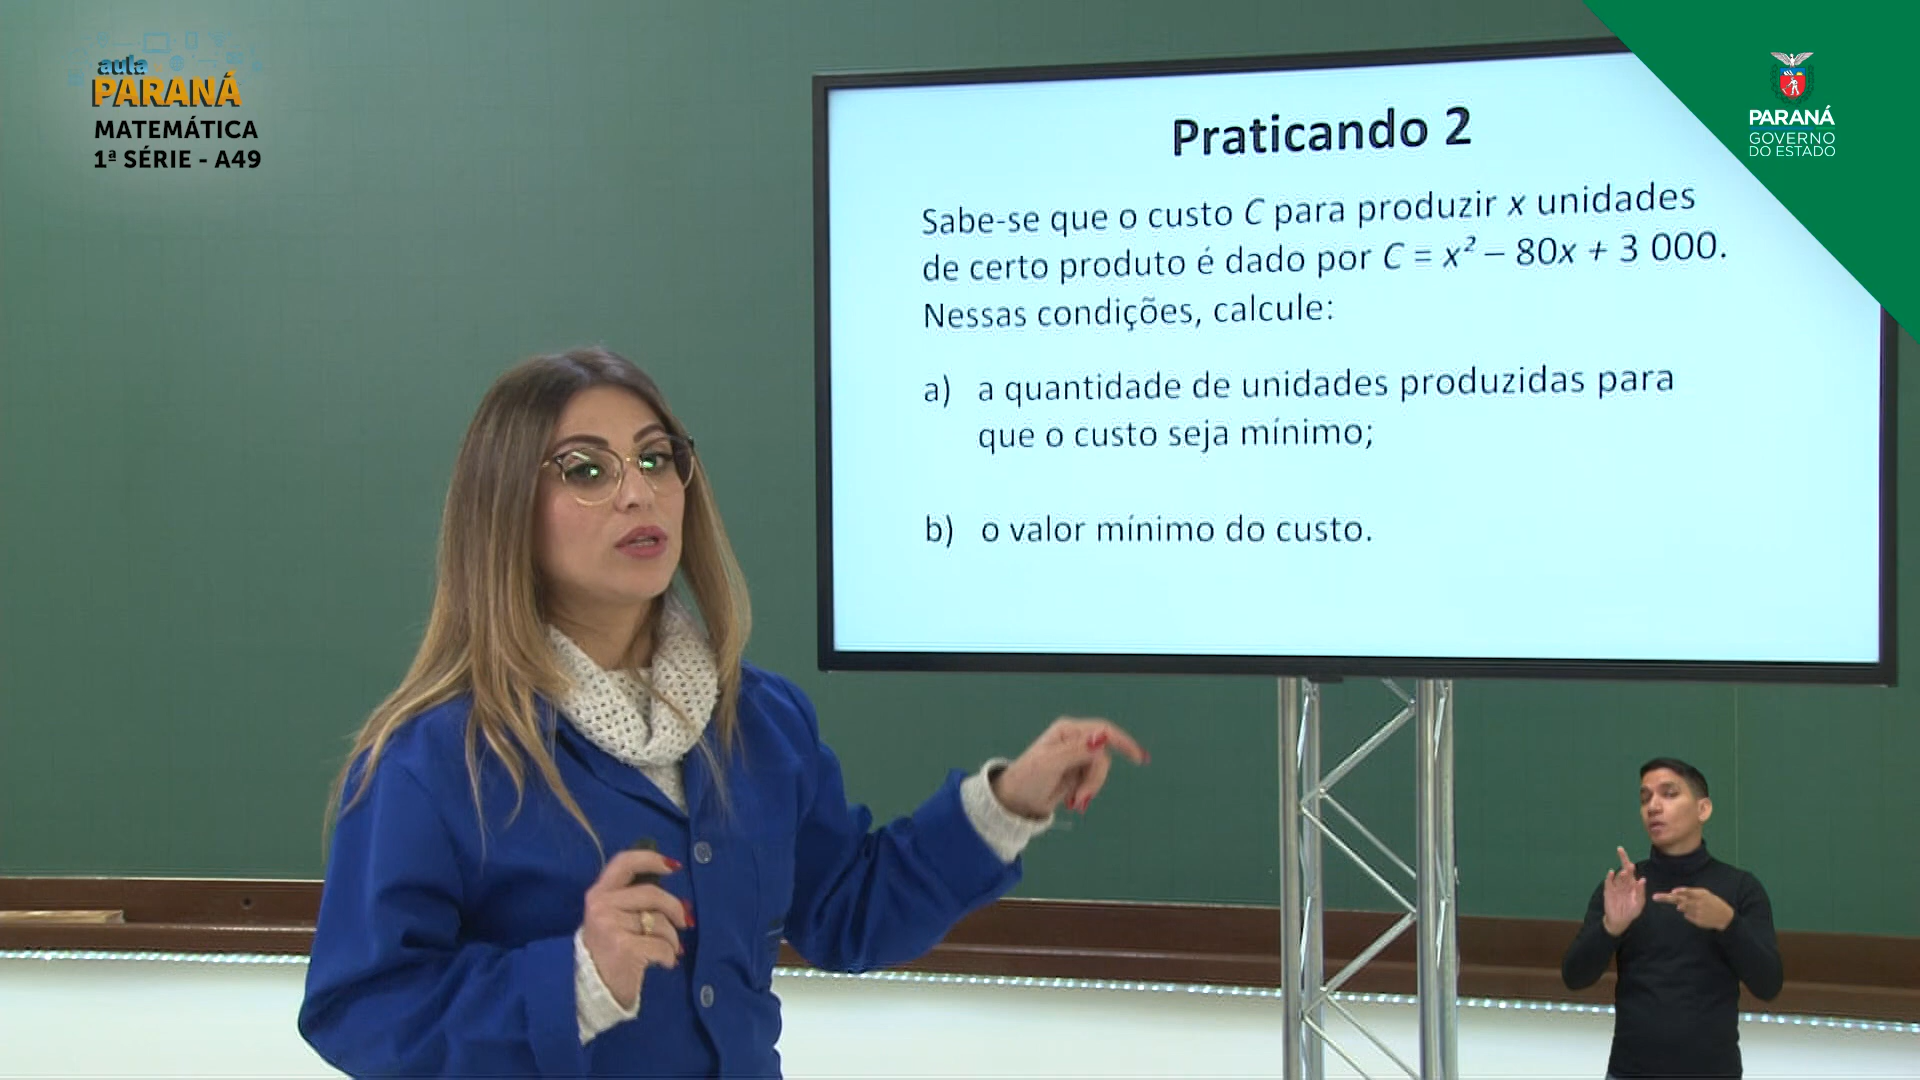 aula
PARANÁ
MATEMÁTICA
1ª SÉRIE - A49
PARANÁ
GOVERNO
DO ESTADO
Praticando 2
Sabe-se que o custo C para produzir x unidades
de certo produto é dado por C = x² – 80x + 3 000.
Nessas condições, calcule:
a) a quantidade de unidades produzidas para
que o custo seja mínimo;
b) o valor mínimo do custo.